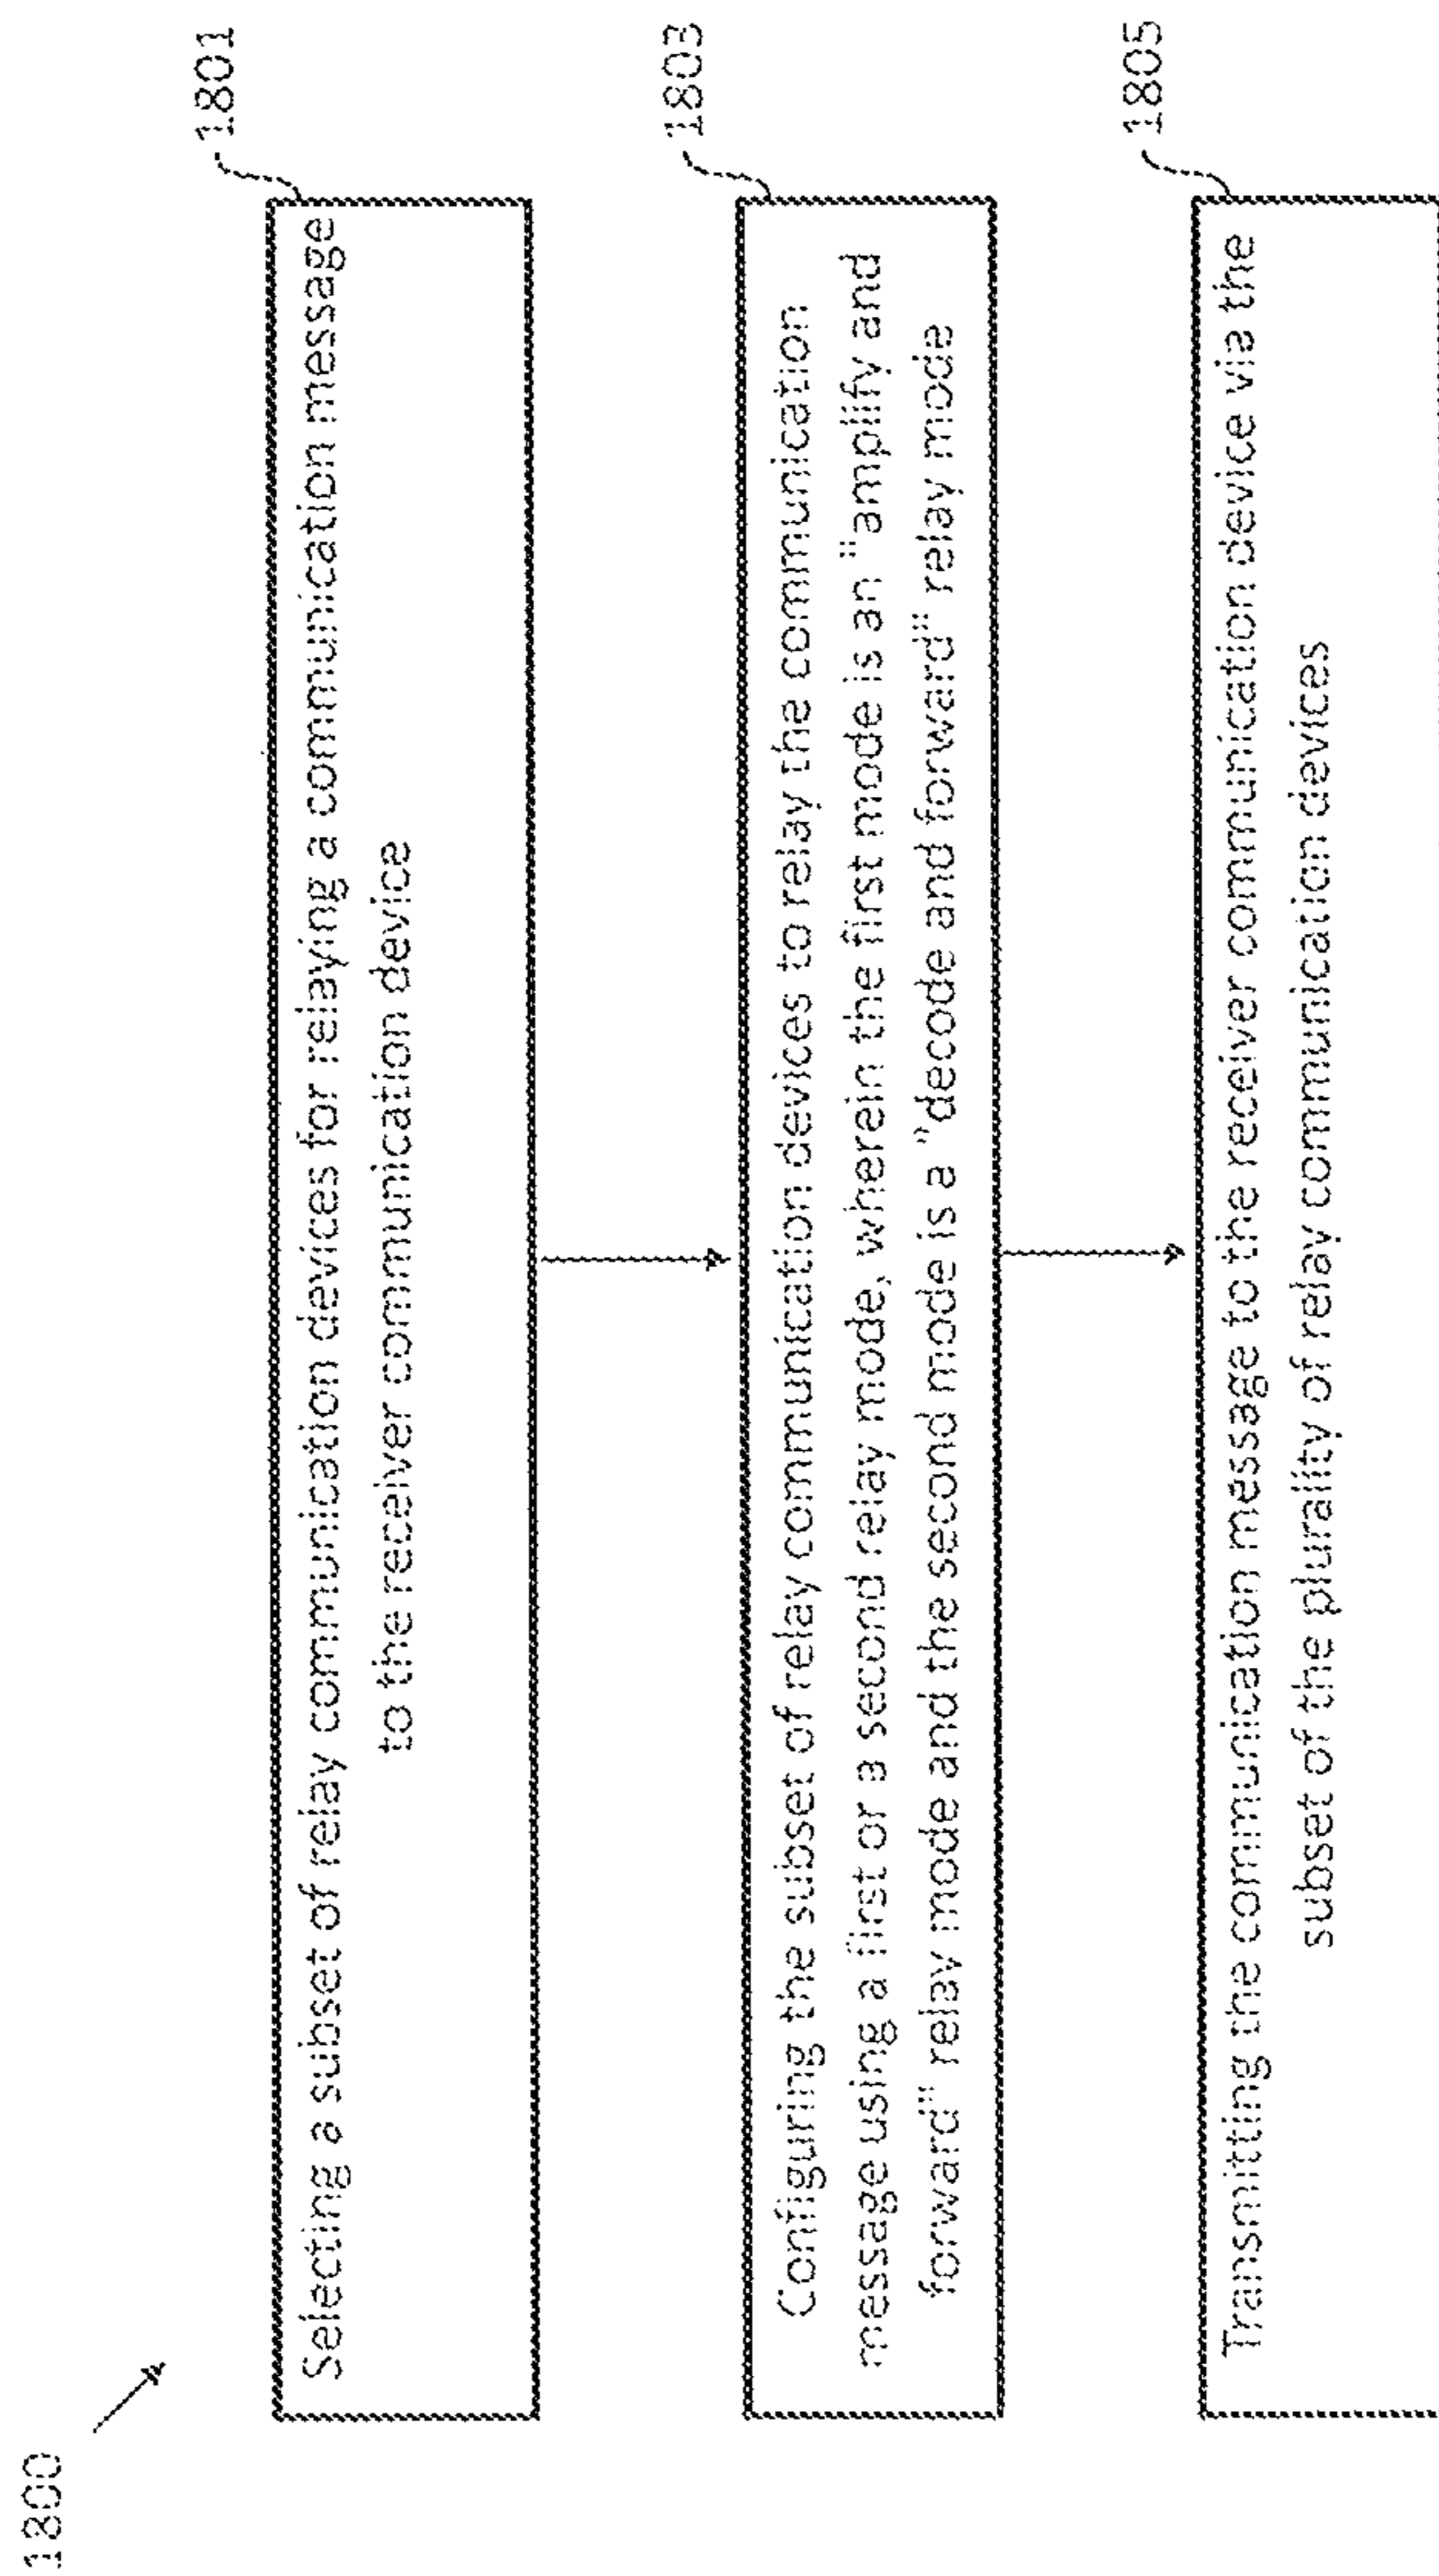 1800
1801
Selecting a subset of relay communication devices for relaying a communication message
to the receiver communication device
1803
Configuring the subset of relay communication devices to relay the communication
message using a first or a second relay mode, wherein the first mode is an "amplify and
forward" relay mode and the second mode is a "decode and forward" relay mode
1805
Transmitting the communication message to the receiver communication device via the
subset of the plurality of relay communication devices